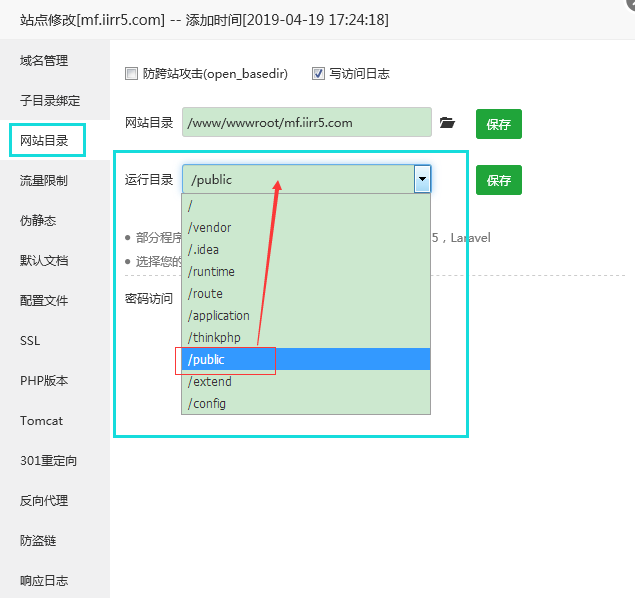 站点修改[mf.iirr5.com] -- 添加时间[2019-04-19 17:24:18]
域名管理
子目录绑定
网站目录
流量限制
伪静态
默认文档
配置文件
SSL
PHP版本
Tomcat
301重定向
反向代理
防盗链
响应日志
防跨站攻击(open_basedir)
写访问日志
网站目录
/www/wwwroot/mf.iirr5.com
保存
运行目录
/public
保存
/
/vendor
/.idea
/runtime
/route
/application
/thinkphp
/public
/extend
/config
部分程序
5，Laravel
选择您的
密码访问